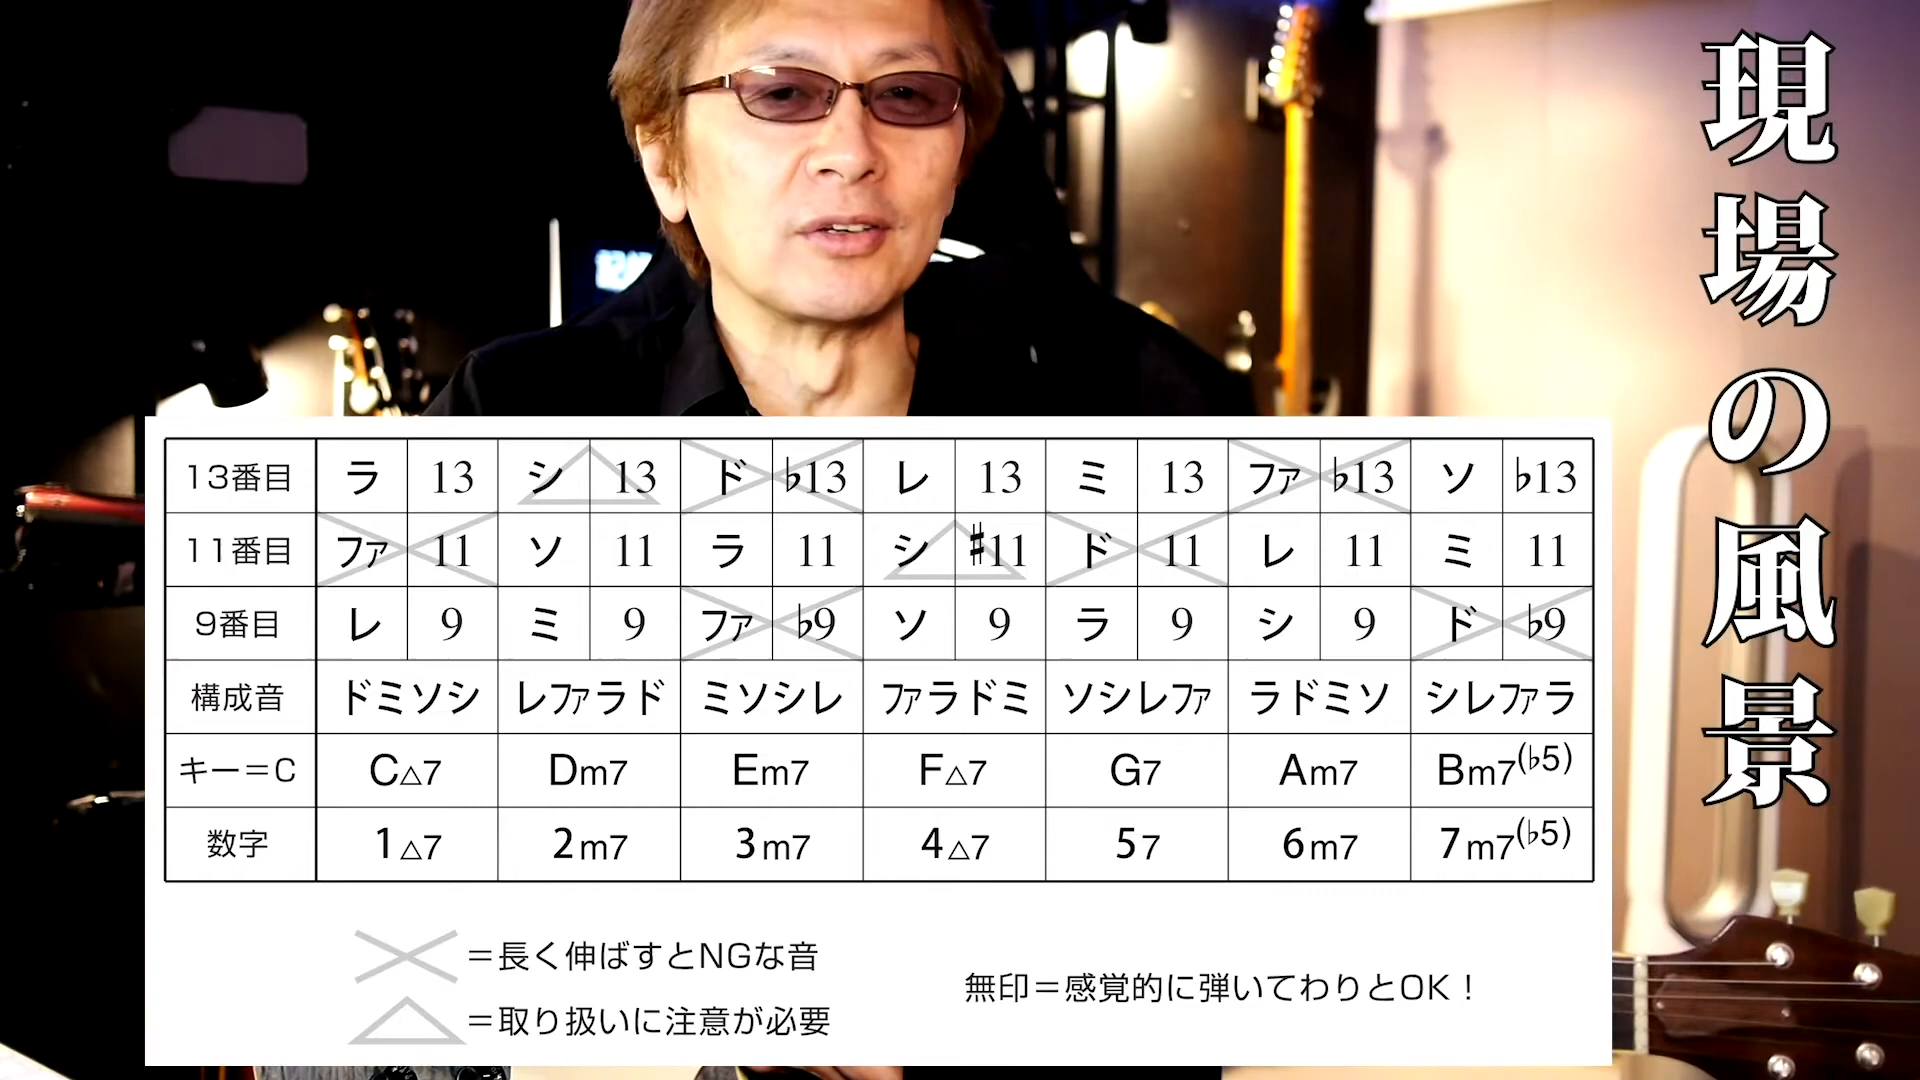 現場の風景
13番目 ラ 13 シ 13 ド ♭13 レ 13 ミ 13 ファ ♭13 ソ ♭13
11番目 ファ 11 ソ 11 ラ 11 シ ♯11 ド 11 レ 11 ミ 11
9番目 レ 9 ミ 9 ファ ♭9 ソ 9 ラ 9 シ 9 ド ♭9
構成音 ドミソシ レファラド ミソシレ ファラドミ ソシレファ ラドミソ シレファラ
キー＝C C△7 Dm7 Em7 F△7 G7 Am7 Bm7(♭5)
数字 1△7 2m7 3m7 4△7 57 6m7 7m7(♭5)
＝長く伸ばすとNGな音
＝取り扱いに注意が必要
無印＝感覚的に弾いてわりとOK！